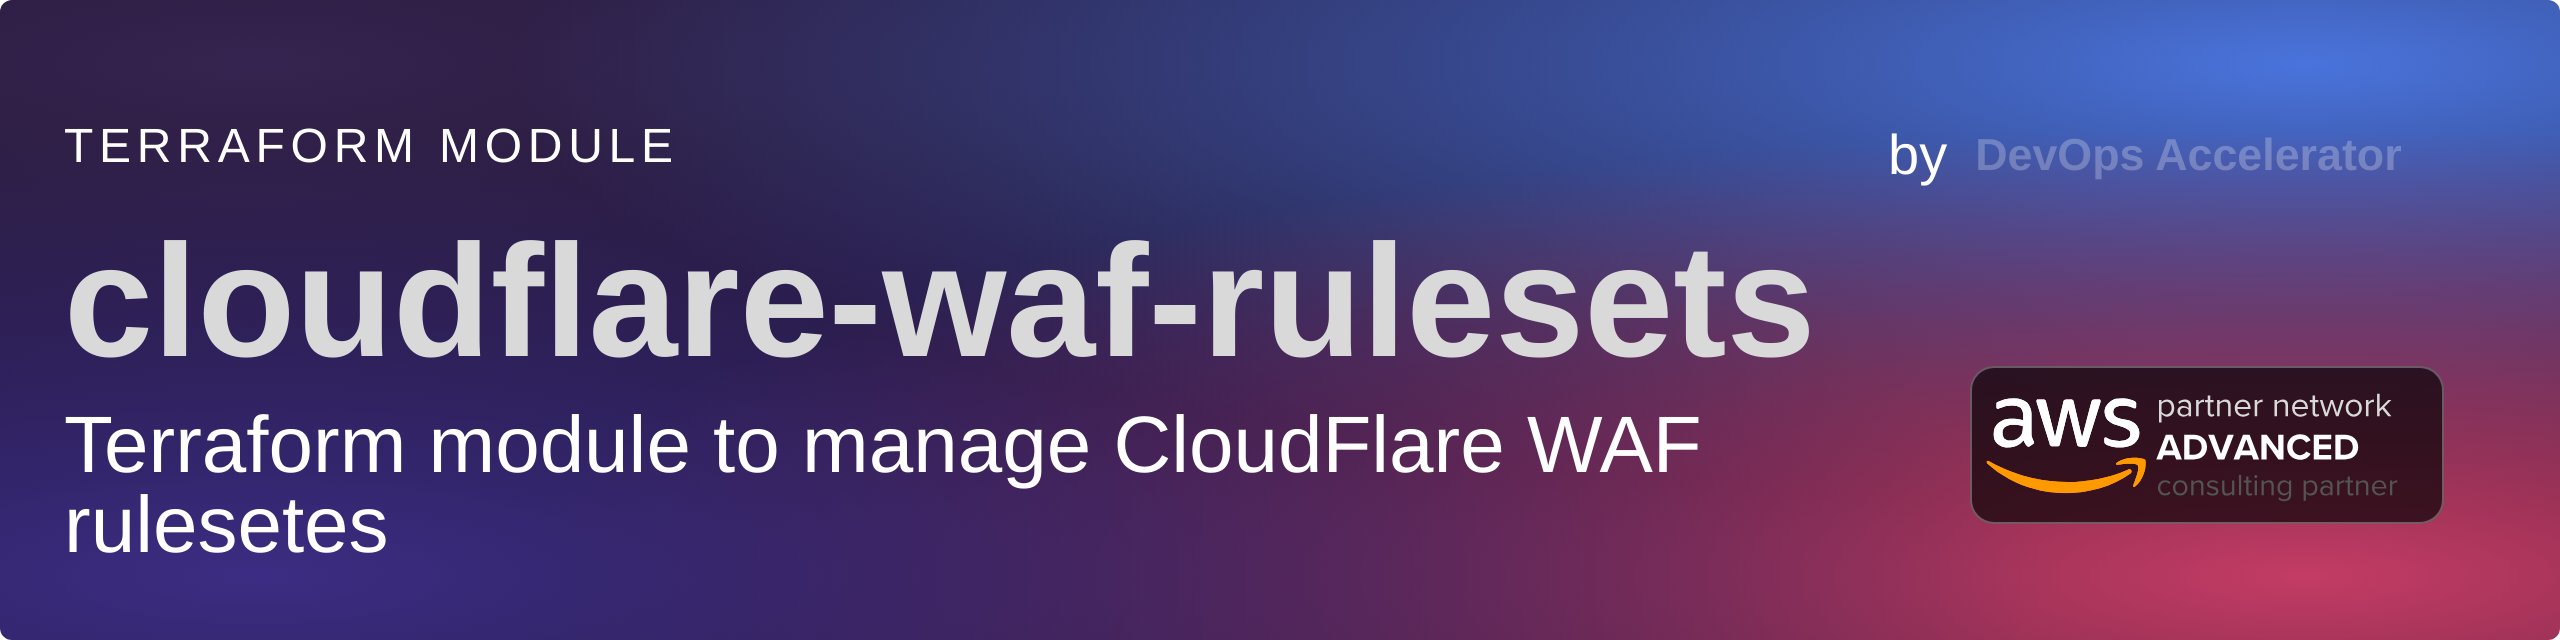 TERRAFORM MODULE
by DevOps Accelerator
cloudflare-waf-rulesets
Terraform module to manage CloudFlare WAF
rulesetes
aws partner network
ADVANCED
consulting partner